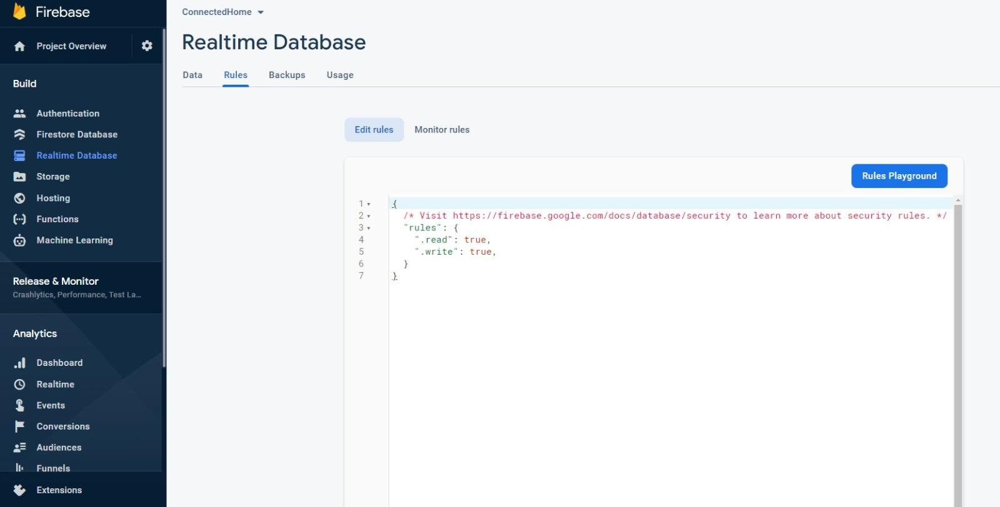 Firebase
Project Overview
Build
Authentication
Firestore Database
Realtime Database
Storage
Hosting
Functions
Machine Learning
Release & Monitor
Crashlytics, Performance, Test La...
Analytics
Dashboard
Realtime
Events
Conversions
Audiences
Funnels
Extensions
ConnectedHome
Realtime Database
Data Rules Backups Usage
Edit rules Monitor rules
Rules Playground
1 {
2 /* Visit https://firebase.google.com/docs/database/security to learn more about security rules. */
3 "rules": {
4 ".read": true,
5 ".write": true,
6 }
7 }